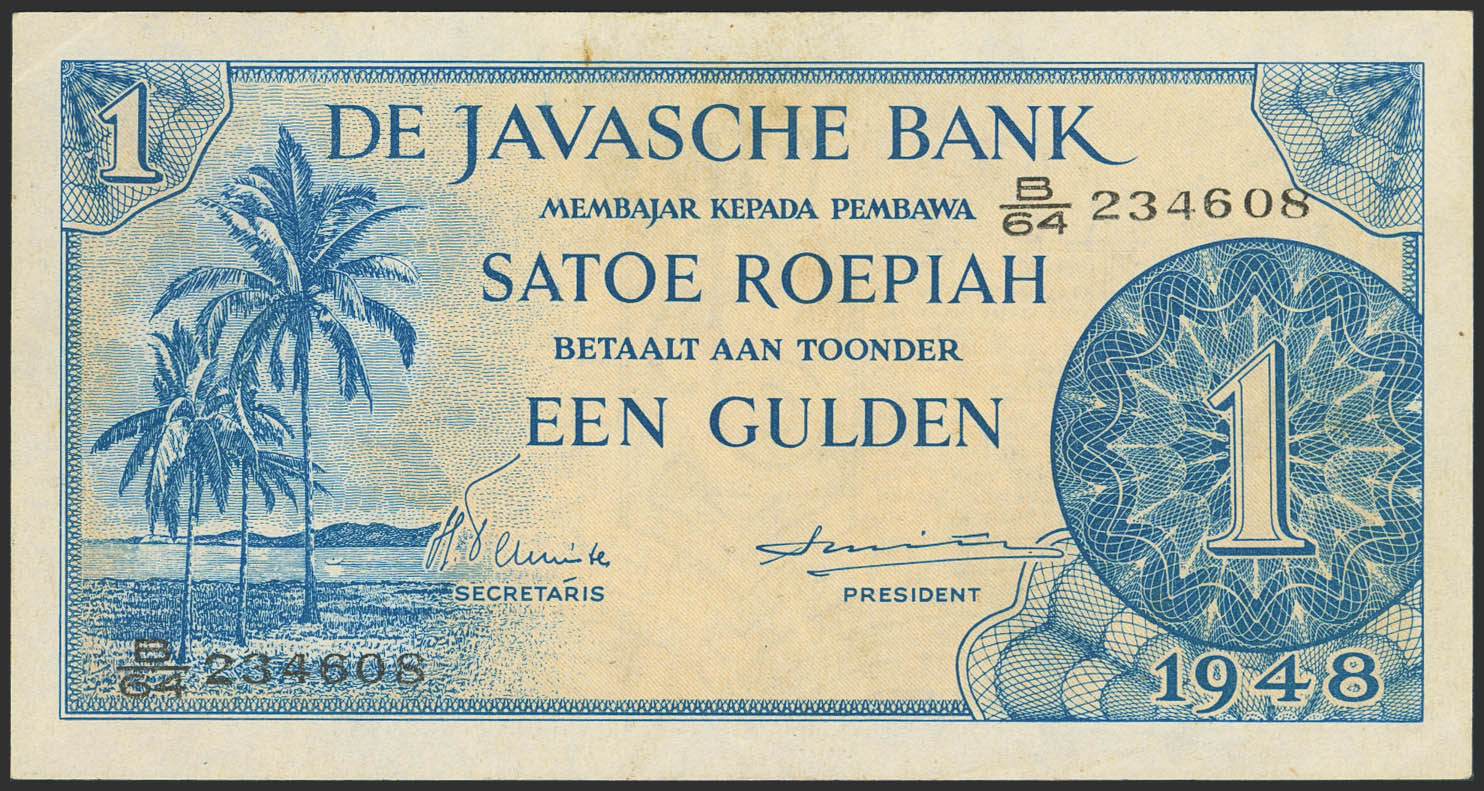 1
DE JAVASCHE BANK
MEMBAJAR KEPADA PEMBAWA
B/64 234608
SATOE ROEPIAH
BETAALT AAN TOONDER
EEN GULDEN
1
SECRETÁRIS
PRESIDENT
B/64 234608
1948